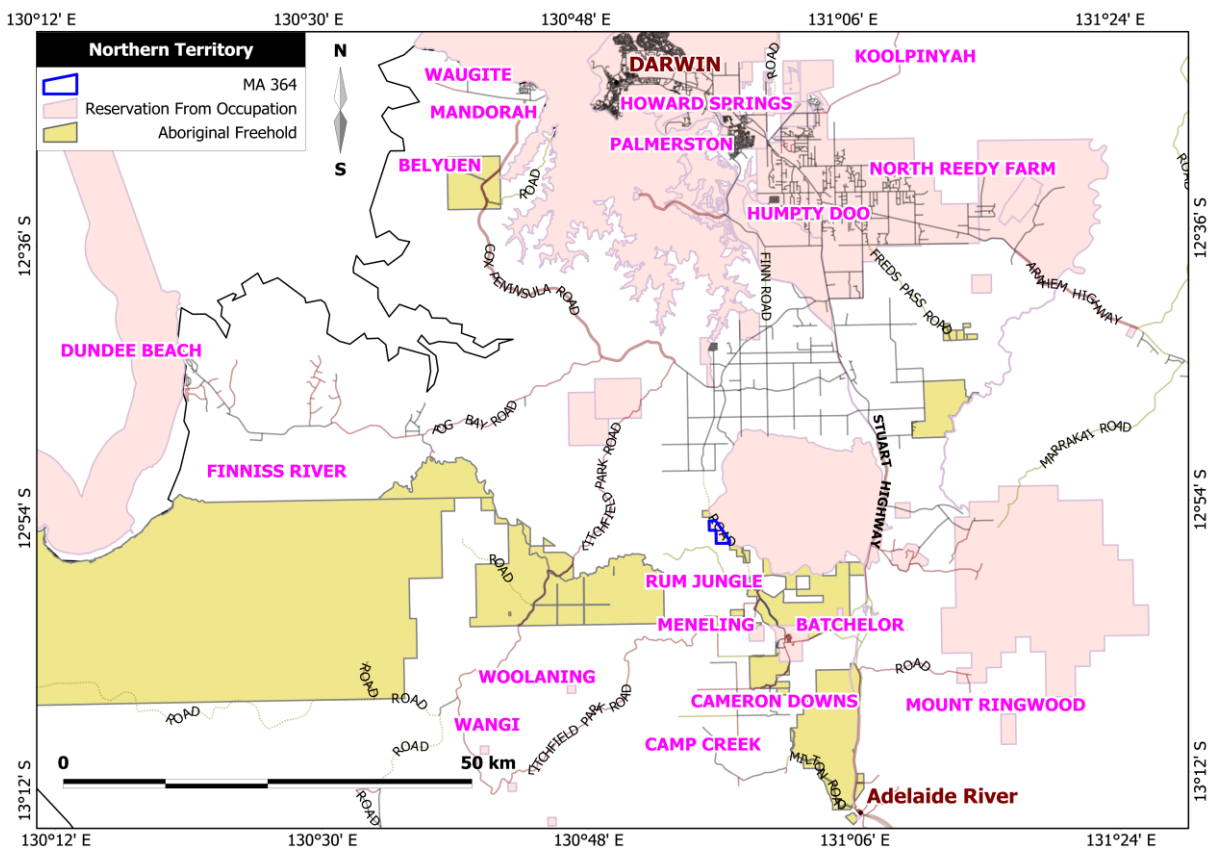 130°12' E 130°30' E 130°48' E 131°06' E 131°24' E
Northern Territory
MA 364
Reservation From Occupation
Aboriginal Freehold
N
S
DARWIN
ROAD
KOOLPINYAH
WAUGITE
HOWARD SPRINGS
MANDORAH
PALMERSTON
BELYUEN
ROAD
NORTH REEDY FARM
HUMPTY DOO
12°36' S
12°36' S
COX PENINSULA ROAD
FINN ROAD
FREDS PASS ROAD
ARNHEM HIGHWAY
DUNDEE BEACH
FOG BAY ROAD
LITCHFIELD PARK ROAD
STUART HIGHWAY
MARRAKAI ROAD
FINNISS RIVER
12°54' S
12°54' S
ROAD
ROAD
RUM JUNGLE
MENELING
BATCHELOR
ROAD
ROAD
ROAD
WOOLANING
CAMERON DOWNS
MOUNT RINGWOOD
ROAD
WANGI
ROAD
LITCHFIELD PARK ROAD
CAMP CREEK
MILTON ROAD
0
50 km
13°12' S
13°12' S
ROAD
Adelaide River
130°12' E 130°30' E 130°48' E 131°06' E 131°24' E